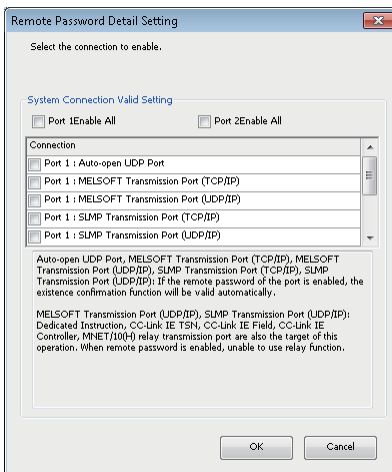 Remote Password Detail Setting
Select the connection to enable.
System Connection Valid Setting
Port 1Enable All
Port 2Enable All
Connection
Port 1 : Auto-open UDP Port
Port 1 : MELSOFT Transmission Port (TCP/IP)
Port 1 : MELSOFT Transmission Port (UDP/IP)
Port 1 : SLMP Transmission Port (TCP/IP)
Port 1 : SLMP Transmission Port (UDP/IP)
Auto-open UDP Port, MELSOFT Transmission Port (TCP/IP), MELSOFT
Transmission Port (UDP/IP), SLMP Transmission Port (TCP/IP), SLMP
Transmission Port (UDP/IP): If the remote password of the port is enabled, the
existence confirmation function will be valid automatically.
MELSOFT Transmission Port (UDP/IP), SLMP Transmission Port (UDP/IP):
Dedicated Instruction, CC-Link IE TSN, CC-Link IE Field, CC-Link IE
Controller, MNET/10(H) relay transmission port are also the target of this
operation. When remote password is enabled, unable to use relay function.
OK
Cancel